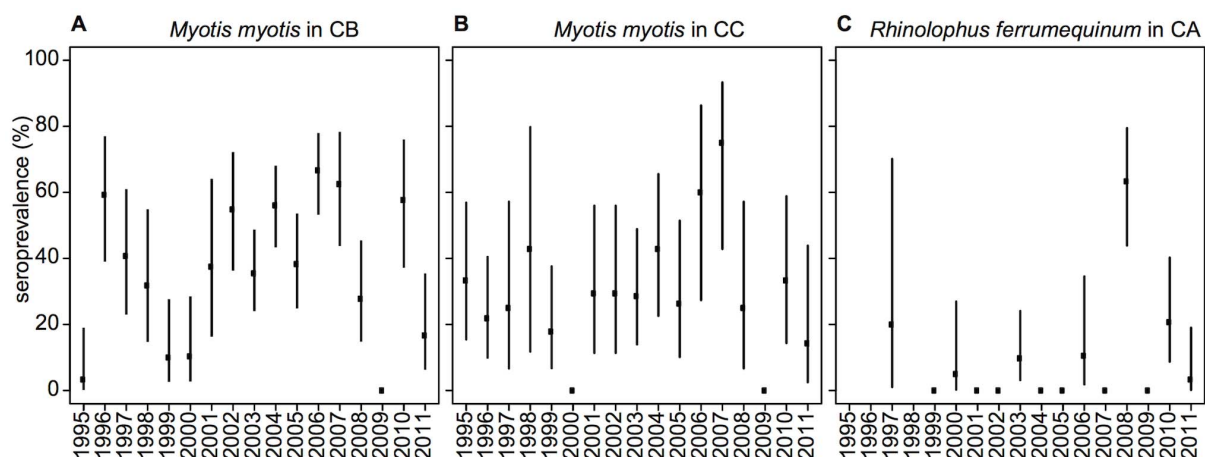 A Myotis myotis in CB
B Myotis myotis in CC
C Rhinolophus ferrumequinum in CA
seroprevalence (%)
100
80
60
40
20
0
1995 1996 1997 1998 1999 2000 2001 2002 2003 2004 2005 2006 2007 2008 2009 2010 2011
1995 1996 1997 1998 1999 2000 2001 2002 2003 2004 2005 2006 2007 2008 2009 2010 2011
1995 1996 1997 1998 1999 2000 2001 2002 2003 2004 2005 2006 2007 2008 2009 2010 2011